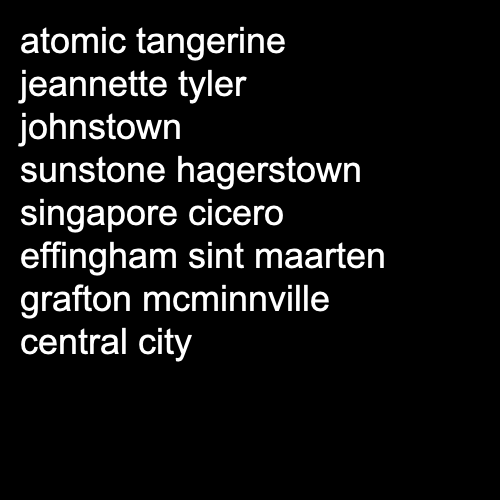 atomic tangerine
jeannette tyler
johnstown
sunstone hagerstown
singapore cicero
effingham sint maarten
grafton mcminnville
central city